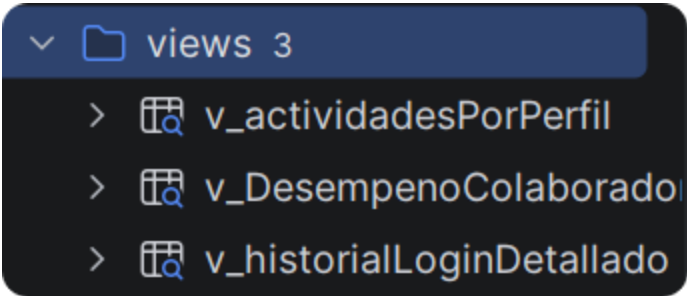 views 3
v_actividadesPorPerfil
v_DesempenoColaborado
v_historialLoginDetallado